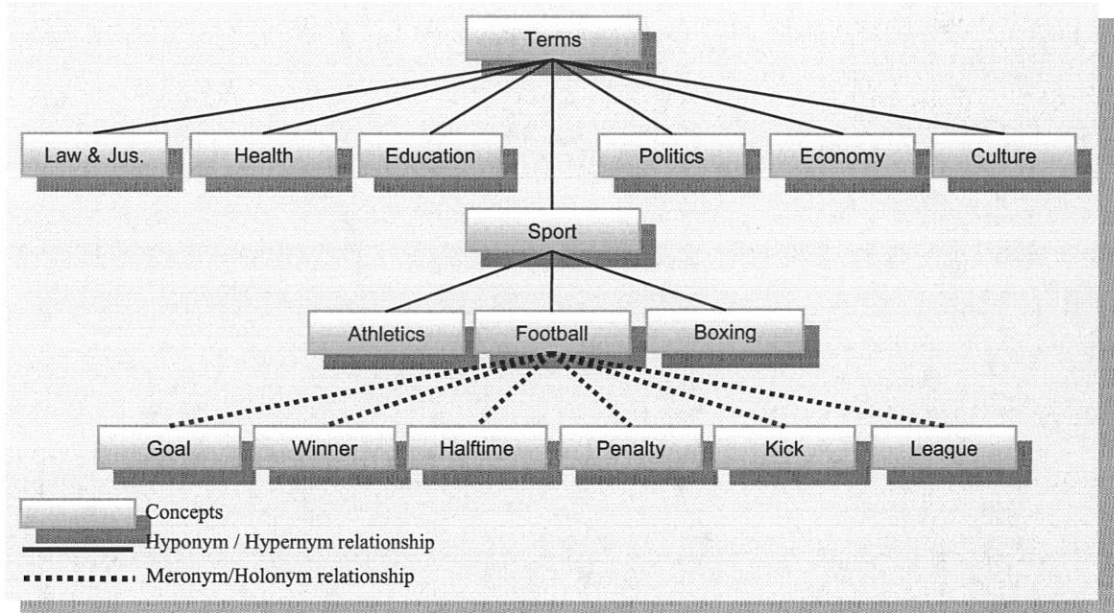 Terms
Law & Jus. Health Education Politics Economy Culture
Sport
Athletics Football Boxing
Goal Winner Halftime Penalty Kick League
Concepts
Hyponym / Hypernym relationship
Meronym/Holonym relationship